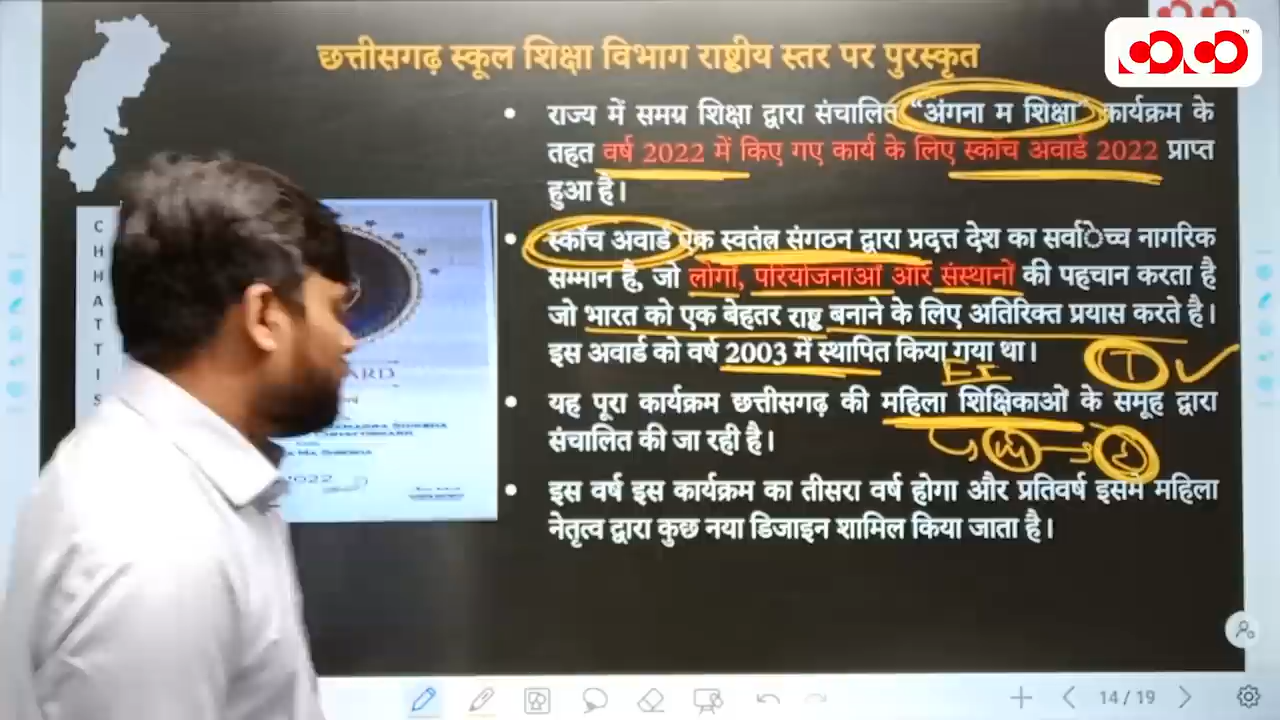 छत्तीसगढ़ स्कूल शिक्षा विभाग राष्ट्रीय स्तर पर पुरस्कृत
• राज्य में समग्र शिक्षा द्वारा संचालित “अंगना म शिक्षा” कार्यक्रम के
तहत वर्ष 2022 में किए गए कार्य के लिए स्कॉच अवार्ड 2022 प्राप्त
हुआ है।
• स्कॉच अवार्ड एक स्वतंत्र संगठन द्वारा प्रदत्त देश का सर्वोच्च नागरिक
सम्मान है, जो लोगों, परियोजनाओं और संस्थानों की पहचान करता है
जो भारत को एक बेहतर राष्ट्र बनाने के लिए अतिरिक्त प्रयास करते है।
इस अवार्ड को वर्ष 2003 में स्थापित किया गया था।
• यह पूरा कार्यक्रम छत्तीसगढ़ की महिला शिक्षिकाओं के समूह द्वारा
संचालित की जा रही है।
• इस वर्ष इस कार्यक्रम का तीसरा वर्ष होगा और प्रतिवर्ष इसमें महिला
नेतृत्व द्वारा कुछ नया डिजाइन शामिल किया जाता है।
CHHATTIS
ARD
2022
14 / 19